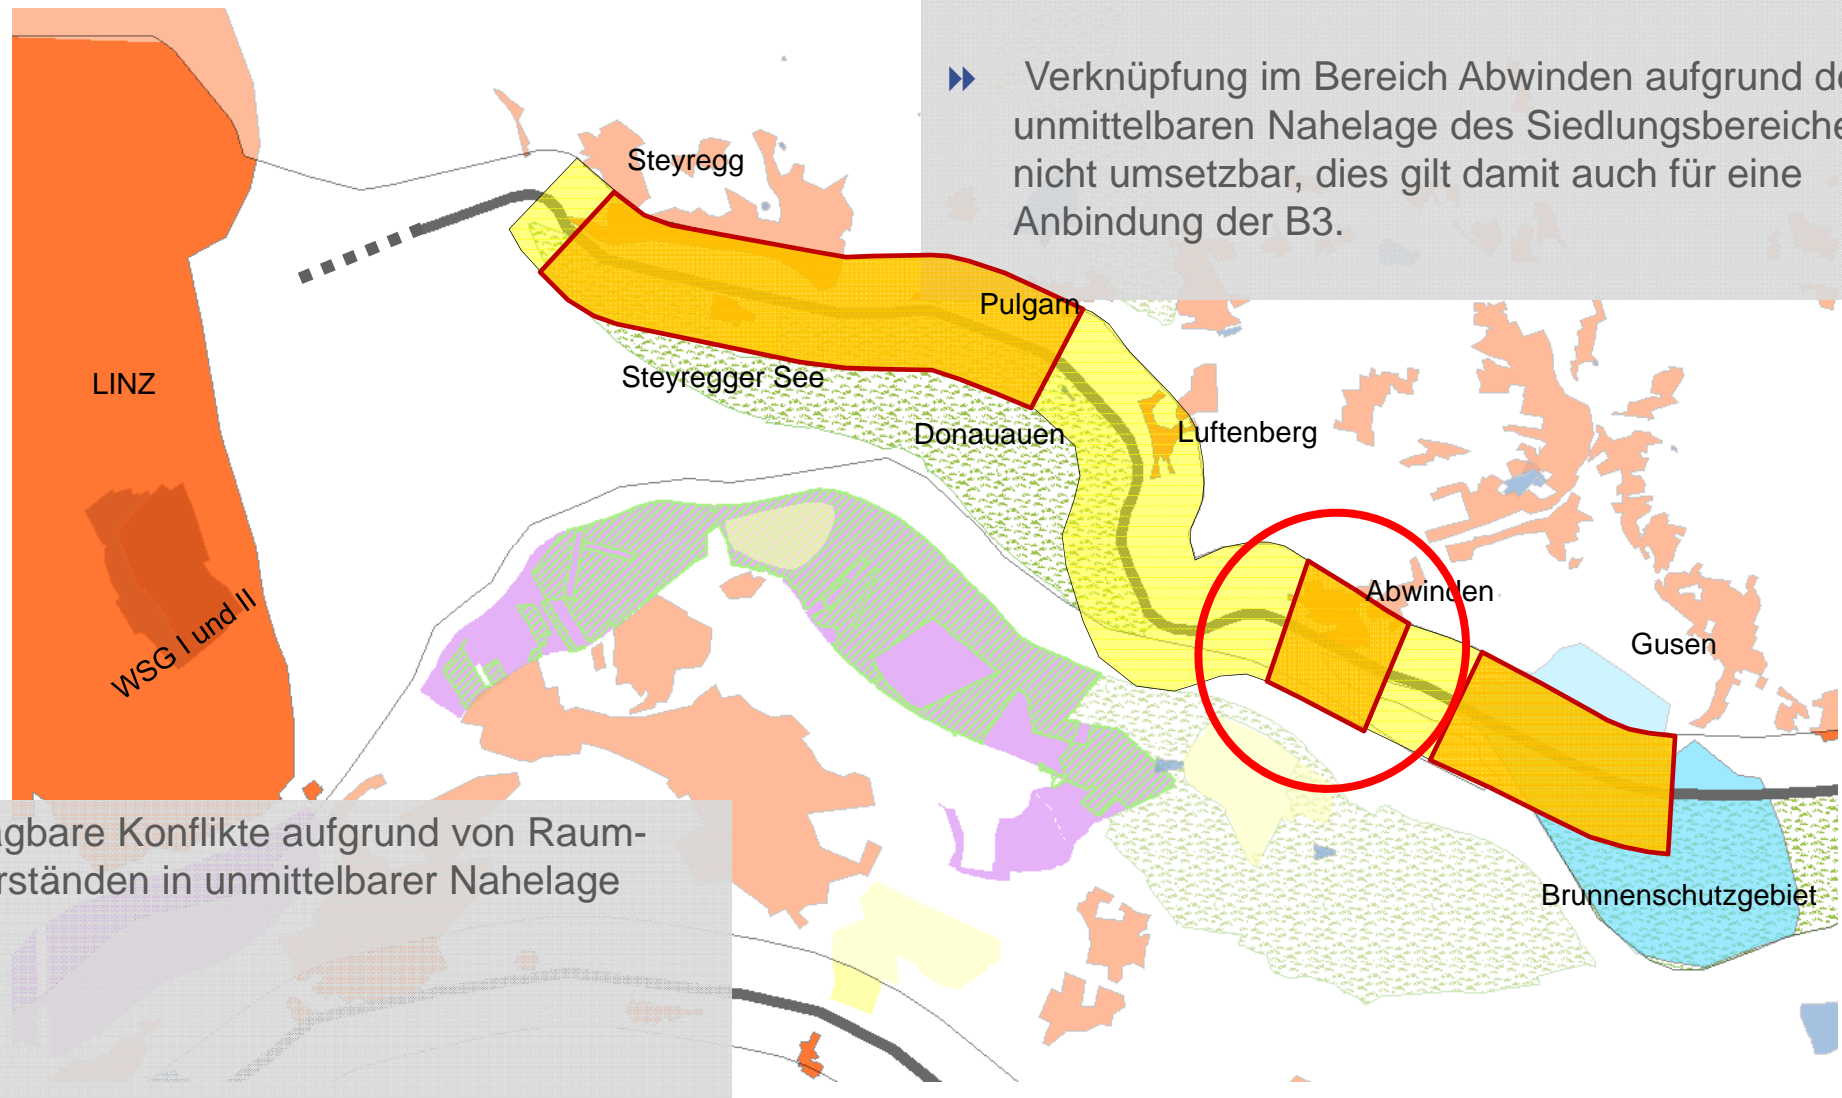 Verknüpfung im Bereich Abwinden aufgrund de
unmittelbaren Nahelage des Siedlungsbereiche
nicht umsetzbar, dies gilt damit auch für eine
Anbindung der B3.
Steyregg
Pulgarn
LINZ
Steyregger See
Donauauen
Luftenberg
Abwinden
WSG I und II
Gusen
agbare Konflikte aufgrund von Raum-
rständen in unmittelbarer Nahelage
Brunnenschutzgebiet